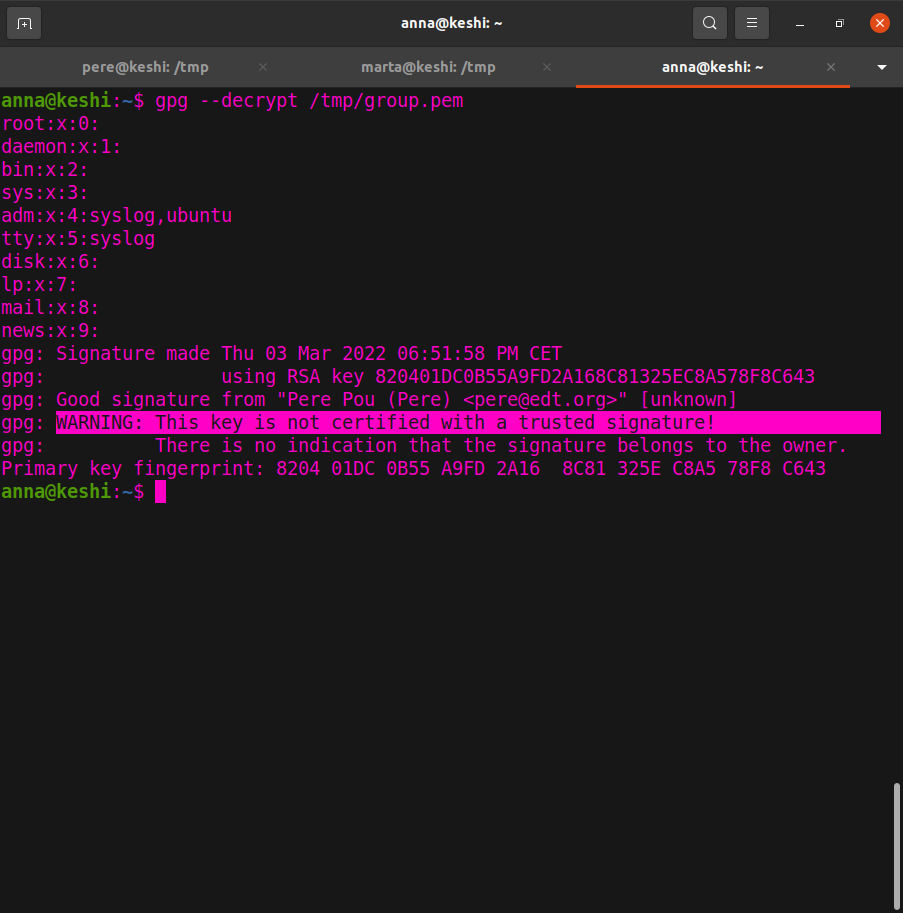 anna@keshi: ~
pere@keshi: /tmp
marta@keshi: /tmp
anna@keshi: ~
anna@keshi:~$ gpg --decrypt /tmp/group.pem
root:x:0:
daemon:x:1:
bin:x:2:
sys:x:3:
adm:x:4:syslog,ubuntu
tty:x:5:syslog
disk:x:6:
lp:x:7:
mail:x:8:
news:x:9:
gpg: Signature made Thu 03 Mar 2022 06:51:58 PM CET
gpg:                using RSA key 820401DC0B55A9FD2A168C81325EC8A578F8C643
gpg: Good signature from "Pere Pou (Pere) <pere@edt.org>" [unknown]
gpg: WARNING: This key is not certified with a trusted signature!
gpg:          There is no indication that the signature belongs to the owner.
Primary key fingerprint: 8204 01DC 0B55 A9FD 2A16  8C81 325E C8A5 78F8 C643
anna@keshi:~$